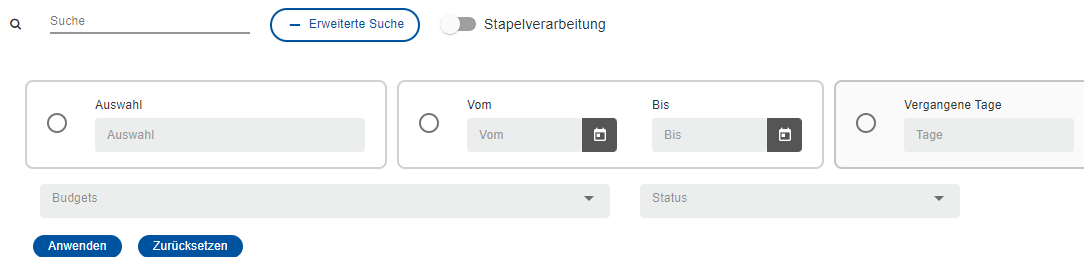 Suche
Erweiterte Suche
Stapelverarbeitung
Auswahl
Auswahl
Vom
Vom
Bis
Bis
Vergangene Tage
Tage
Budgets
Status
Anwenden
Zurücksetzen